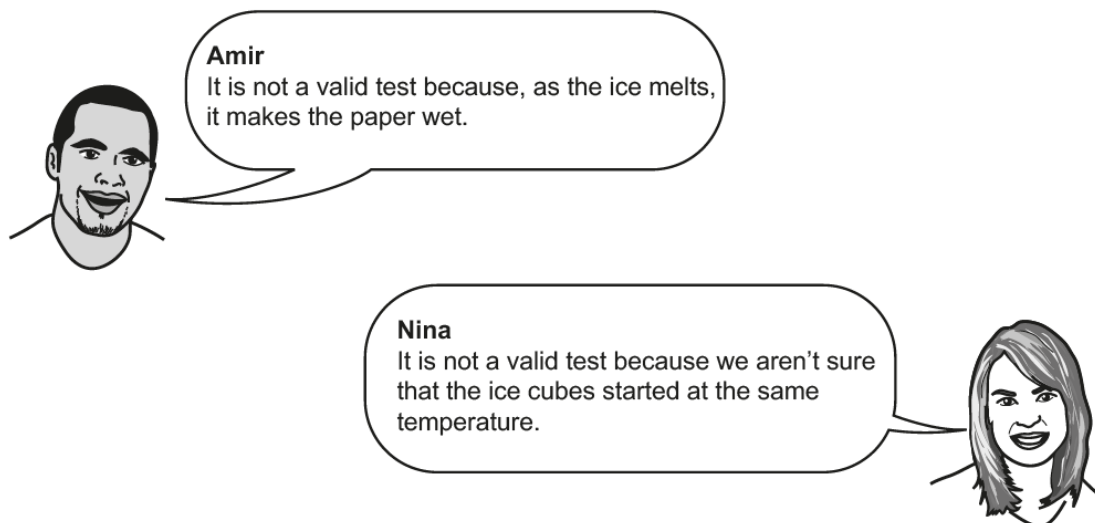 Amir
It is not a valid test because, as the ice melts,
it makes the paper wet.
Nina
It is not a valid test because we aren’t sure
that the ice cubes started at the same
temperature.